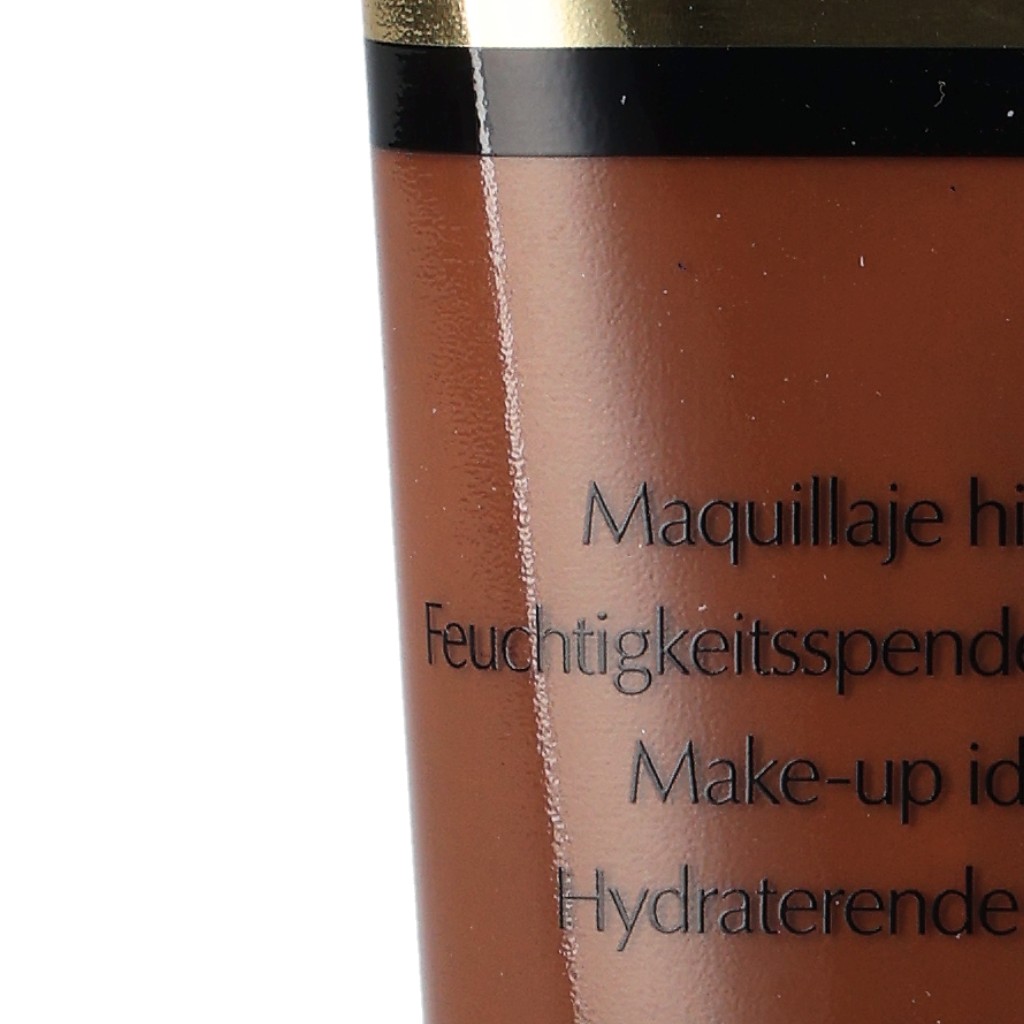 Maquillaje hi
Feuchtigkeitsspende
Make-up id
Hydraterende